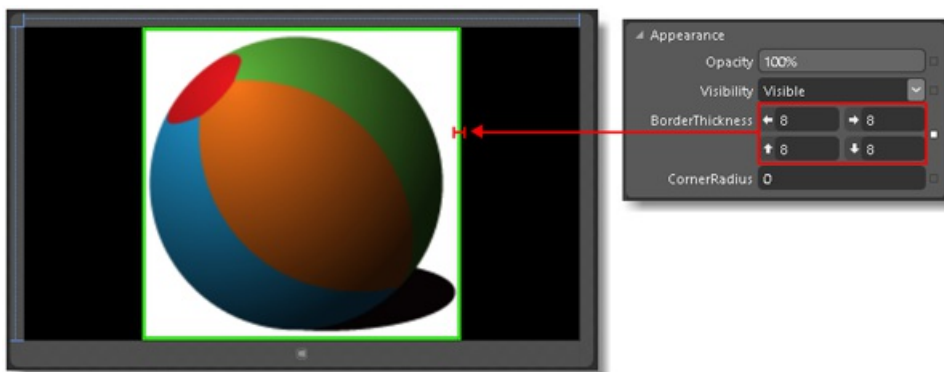 Appearance
Opacity 100%
Visibility Visible
BorderThickness 8 8
8 8
CornerRadius 0